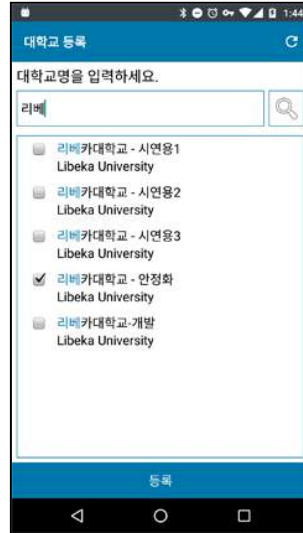 1:44
대학교 등록
대학교명을 입력하세요.
리베
리베카대학교 - 시연용1
Libeka University
리베카대학교 - 시연용2
Libeka University
리베카대학교 - 시연용3
Libeka University
리베카대학교 - 안정화
Libeka University
리베카대학교-개발
Libeka University
등록